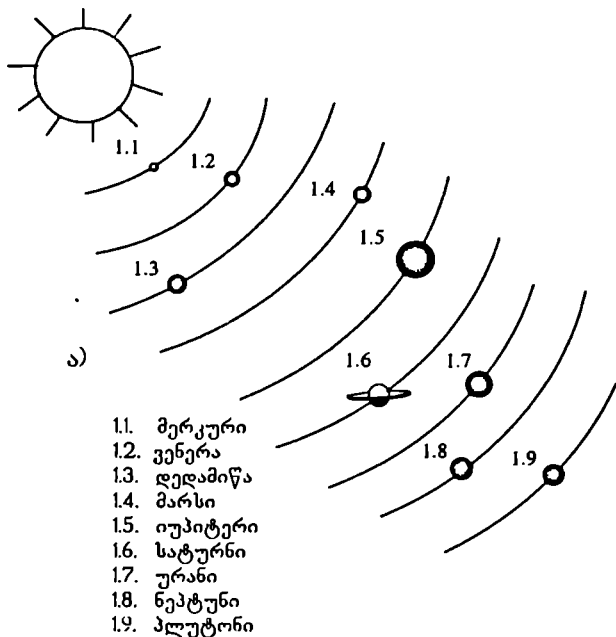 1.1
1.2
1.3
1.4
1.5
1.6
1.7
1.8
1.9
ა)
1.1. მერკური
1.2. ვენერა
1.3. დედამიწა
1.4. მარსი
1.5. იუპიტერი
1.6. სატურნი
1.7. ურანი
1.8. ნეპტუნი
1.9. პლუტონი